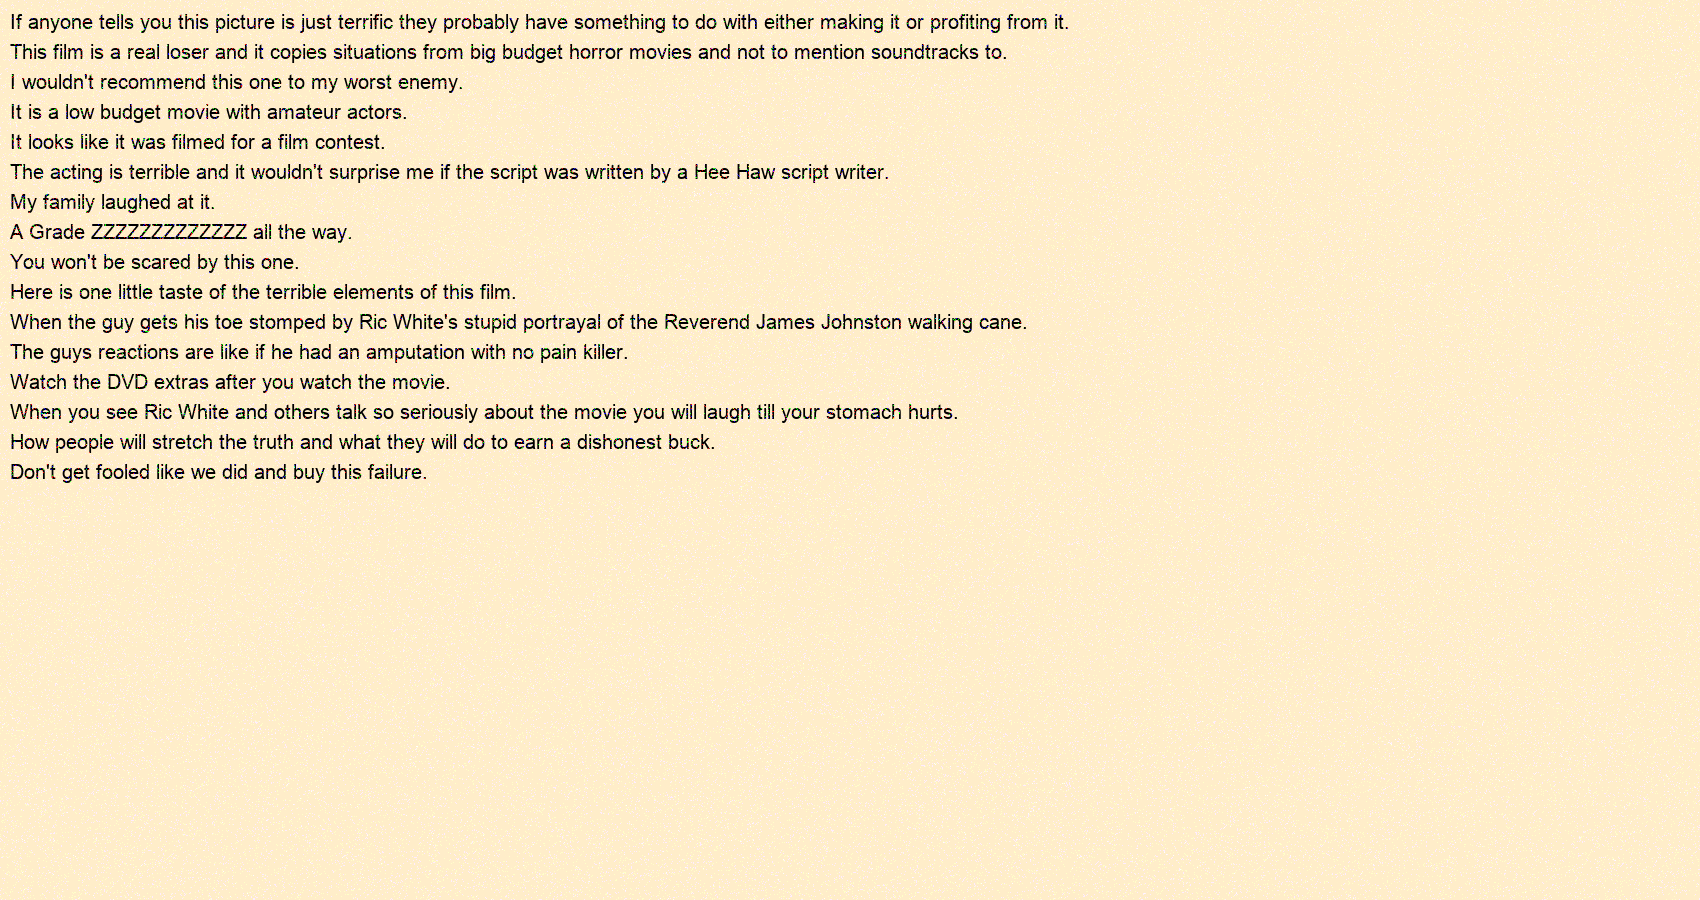 If anyone tells you this picture is just terrific they probably have something to do with either making it or profiting from it.
This film is a real loser and it copies situations from big budget horror movies and not to mention soundtracks to.
I wouldn't recommend this one to my worst enemy.
It is a low budget movie with amateur actors.
It looks like it was filmed for a film contest.
The acting is terrible and it wouldn't surprise me if the script was written by a Hee Haw script writer.
My family laughed at it.
A Grade ZZZZZZZZZZZZZ all the way.
You won't be scared by this one.
Here is one little taste of the terrible elements of this film.
When the guy gets his toe stomped by Ric White's stupid portrayal of the Reverend James Johnston walking cane.
The guys reactions are like if he had an amputation with no pain killer.
Watch the DVD extras after you watch the movie.
When you see Ric White and others talk so seriously about the movie you will laugh till your stomach hurts.
How people will stretch the truth and what they will do to earn a dishonest buck.
Don't get fooled like we did and buy this failure.